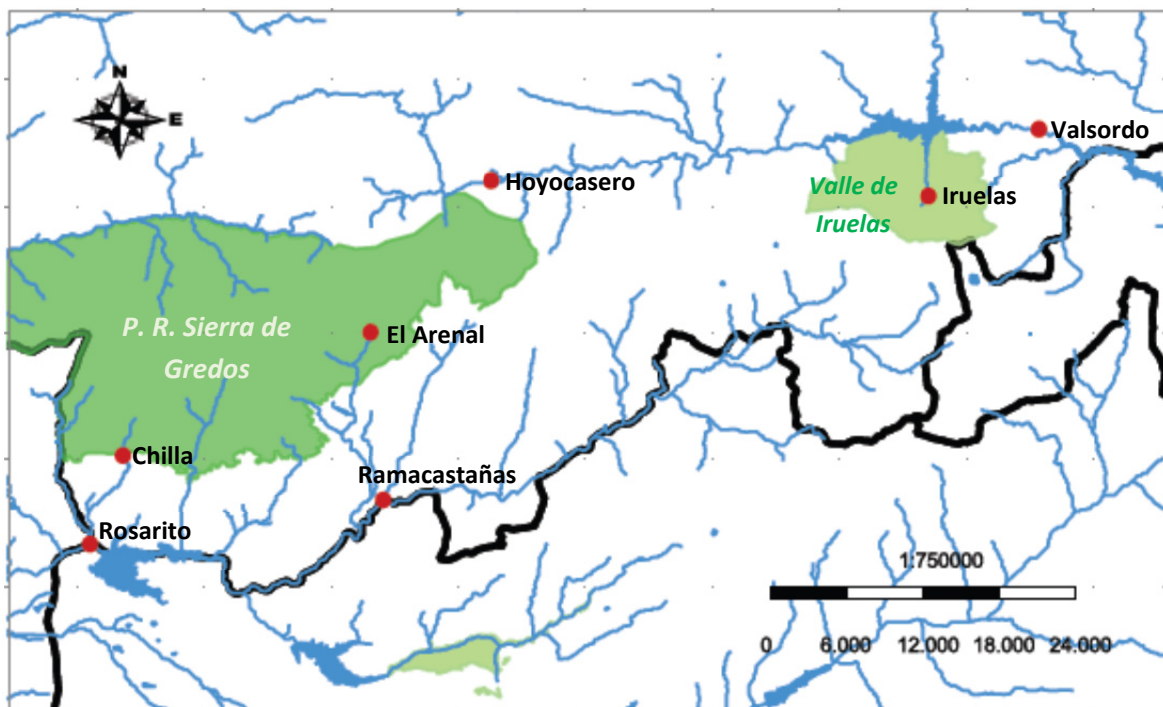 N
E
Valsordo
Hoyocasero
Valle de
Iruelas
Iruelas
P. R. Sierra de
Gredos
El Arenal
Chilla
Ramacastañas
Rosarito
1:750000
0 6.000 12.000 18.000 24.000